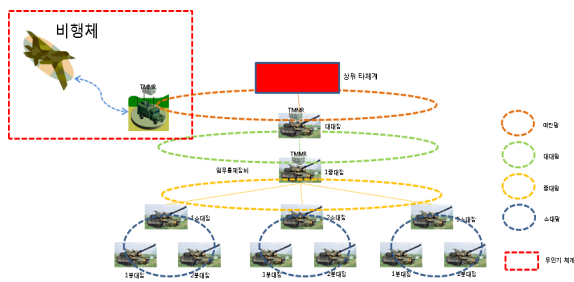 비행체
TMMR
상위 타체계
TMMR
대대장
TMMR
임무통제장비
1중대장
1소대장
2소대장
3소대장
1분대장
2분대장
1분대장
2분대장
1분대장
2분대장
여단망
대대망
중대망
소대망
무인기 체계